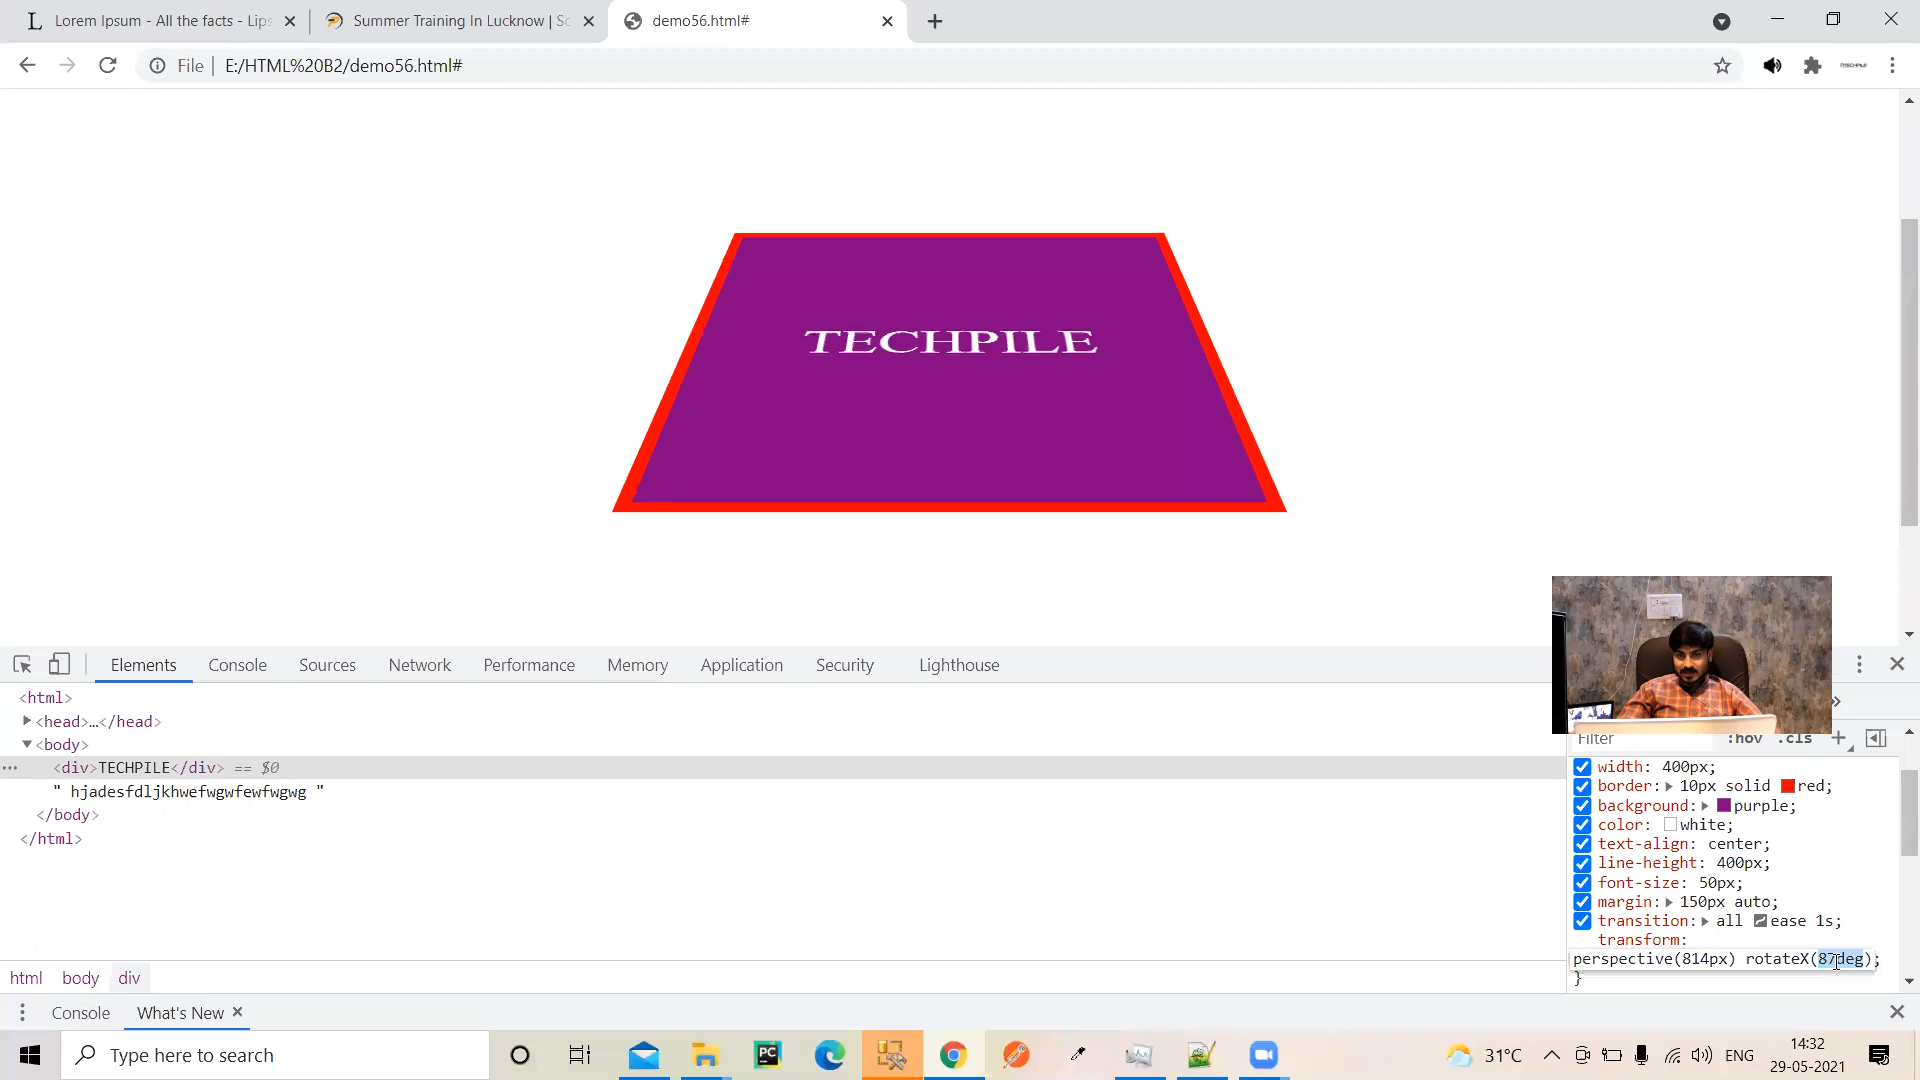 L Lorem Ipsum - All the facts - Lips
Summer Training In Lucknow | Sc
demo56.html#
File | E:/HTML%20B2/demo56.html#
TECHPILE
Elements Console Sources Network Performance Memory Application Security Lighthouse
<html>
<head>…</head>
<body>
<div>TECHPILE</div> == $0
" hjadesfdljkhwefwgwfewfwgwg "
</body>
</html>
Filter :hov .cls
width: 400px;
border: 10px solid red;
background: purple;
color: white;
text-align: center;
line-height: 400px;
font-size: 50px;
margin: 150px auto;
transition: all ease 1s;
transform:
perspective(814px) rotateX(87deg);
}
html body div
Console What's New
Type here to search
PC
31°C
ENG
14:32
29-05-2021